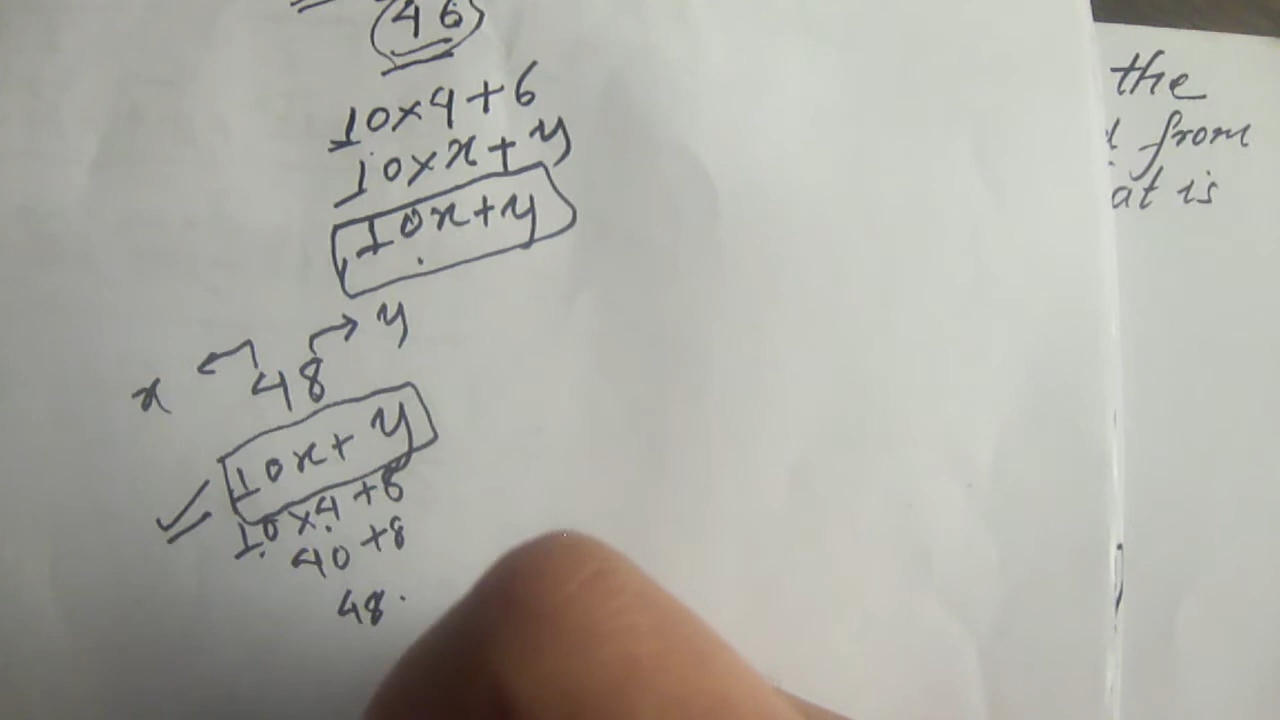 46
10×4+6
10×x+y
10x+y
y
x 48
10x+y
10×4+8
40+8
48.
the
from
at is